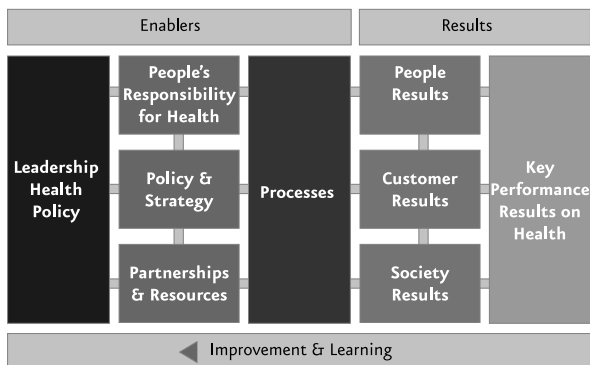 Enablers
Results
Leadership
Health
Policy
People's
Responsibility
for Health
Policy &
Strategy
Partnerships
& Resources
Processes
People
Results
Customer
Results
Society
Results
Key
Performance
Results on
Health
Improvement & Learning